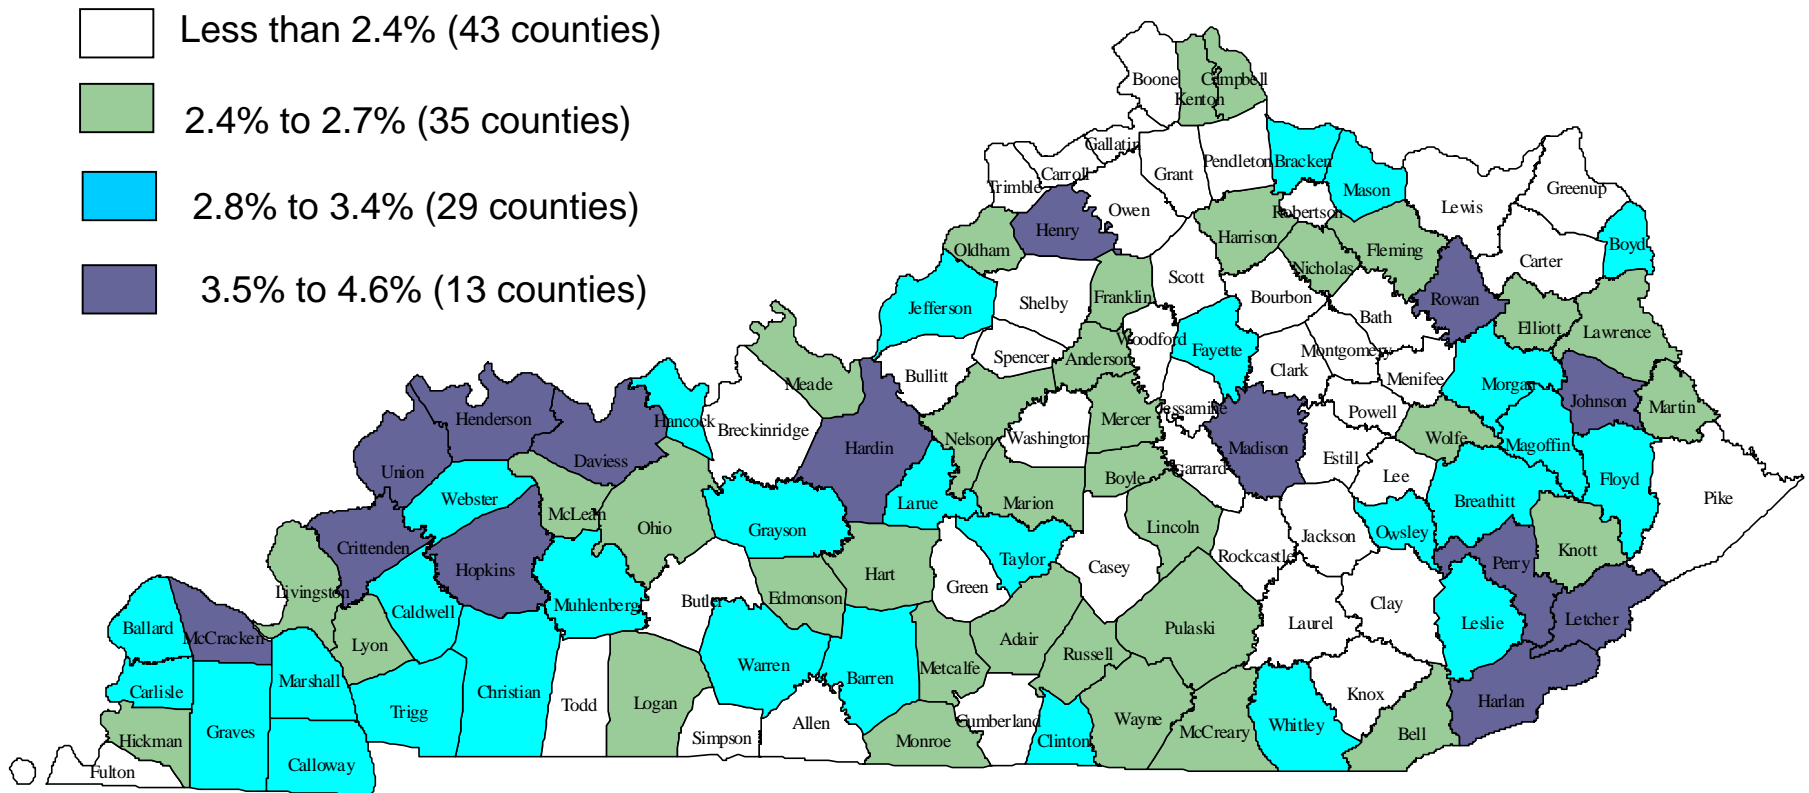 Less than 2.4% (43 counties)
2.4% to 2.7% (35 counties)
2.8% to 3.4% (29 counties)
3.5% to 4.6% (13 counties)
Boone
Campbell
Kenton
Gallatin
Carroll
Trimble
Grant
Pendleton
Bracken
Mason
Lewis
Greenup
Owen
Robertson
Henry
Oldham
Harrison
Fleming
Nicholas
Carter
Boyd
Scott
Jefferson
Shelby
Franklin
Bourbon
Rowan
Bath
Elliott
Lawrence
Woodford
Fayette
Montgomery
Spencer
Anderson
Bullitt
Clark
Menifee
Morgan
Meade
Johnson
Martin
Powell
Jessamine
Henderson
Hancock
Breckinridge
Hardin
Nelson
Washington
Mercer
Madison
Wolfe
Magoffin
Daviess
Union
Estill
Garrard
Lee
Floyd
Boyle
Webster
Larue
Marion
Breathitt
Pike
McLean
Ohio
Grayson
Lincoln
Owsley
Jackson
Crittenden
Hopkins
Taylor
Casey
Rockcastle
Perry
Knott
Hart
Green
Livingston
Caldwell
Muhlenberg
Butler
Edmonson
Clay
Laurel
Leslie
Letcher
Ballard
McCracken
Lyon
Adair
Pulaski
Russell
Warren
Barren
Metcalfe
Marshall
Carlisle
Christian
Todd
Logan
Knox
Harlan
Trigg
Allen
Cumberland
Wayne
McCreary
Whitley
Bell
Graves
Hickman
Simpson
Monroe
Clinton
Calloway
Fulton